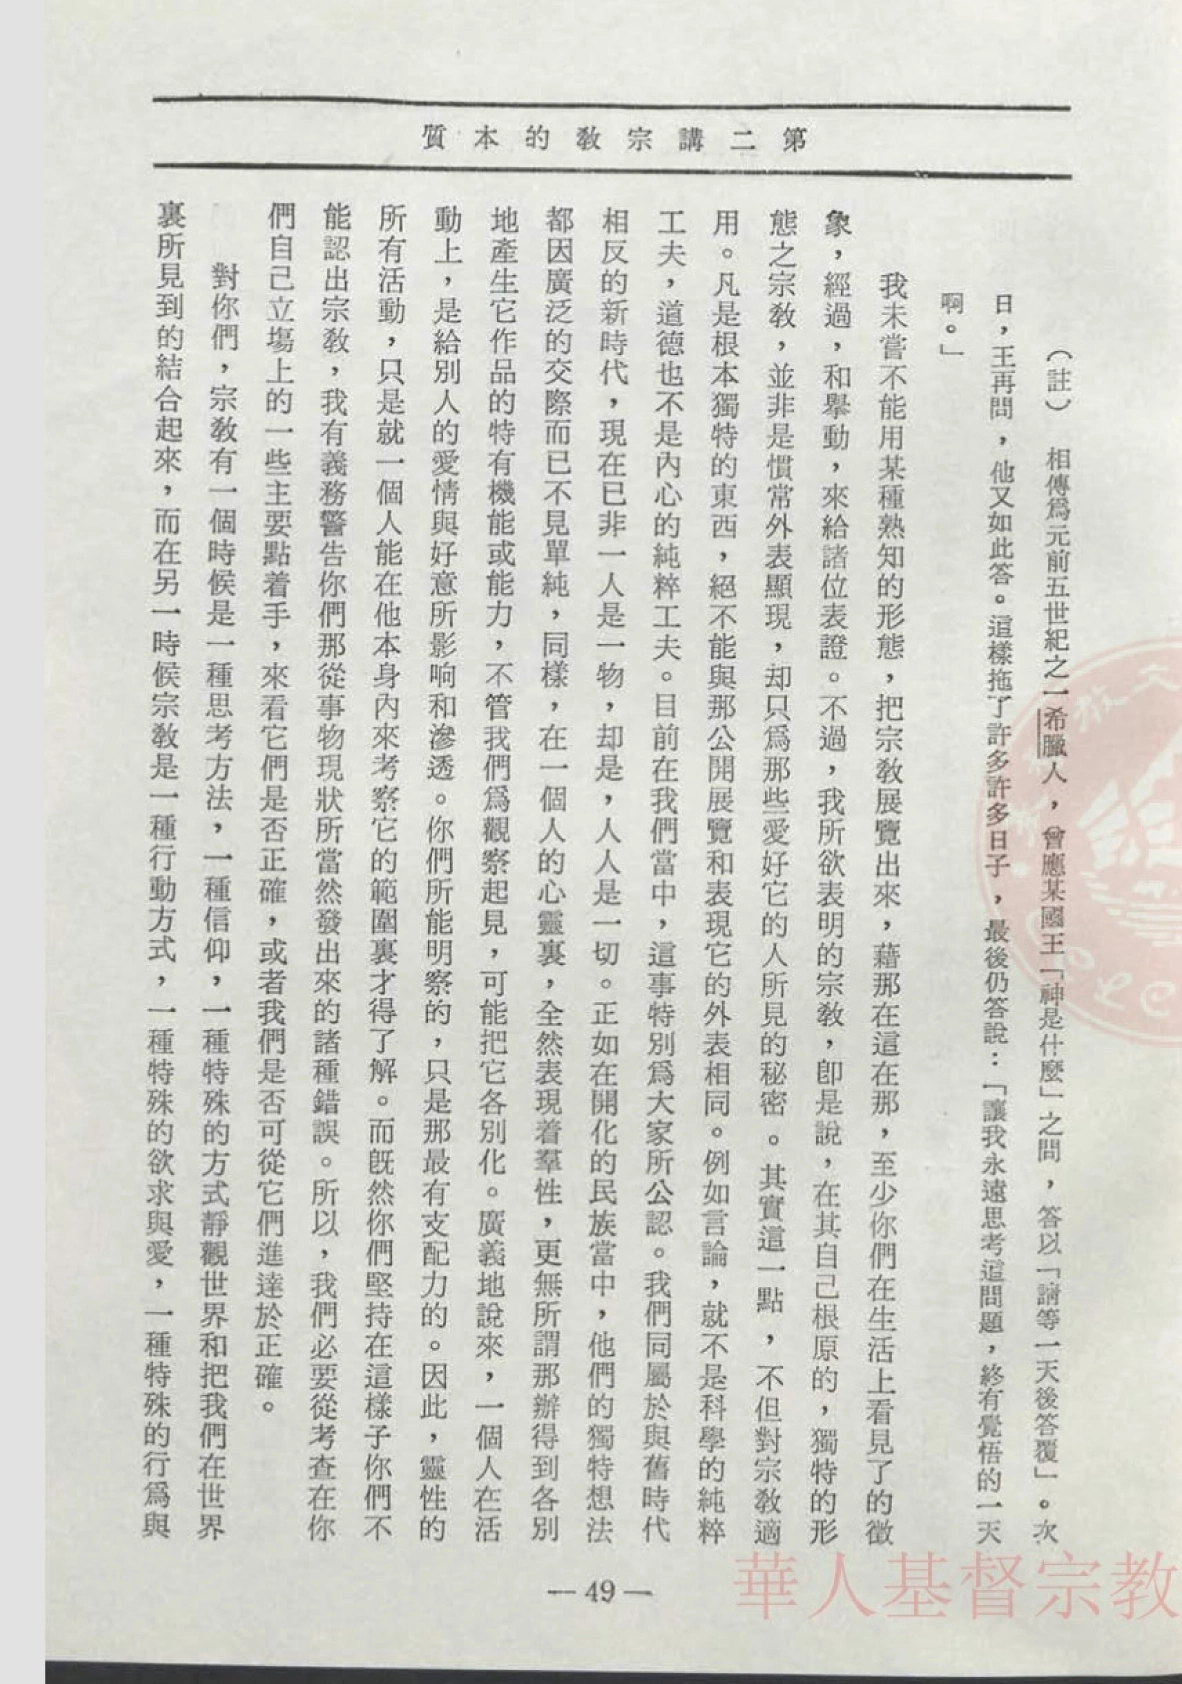 第二講宗教的本質
(註) 相傳爲元前五世紀之一希臘人，曾應某國王「神是什麼」之問，答以「請等一天後答覆」。次
日，王再問，他又如此答。這樣拖了許多許多日子，最後仍答說：「讓我永遠思考這問題，終有覺悟的一天
啊。」
我未嘗不能用某種熟知的形態，把宗教展覽出來，藉那在這在那，至少你們在生活上看見了的徵
象，經過，和舉動，來給諸位表證。不過，我所欲表明的宗教，卽是說，在其自己根原的，獨特的形
態之宗教，並非是慣常外表顯現，却只爲那些愛好它的人所見的秘密。其實這一點，不但對宗教適
用。凡是根本獨特的東西，絕不能與那公開展覽和表現它的外表相同。例如言論，就不是科學的純粹
工夫，道德也不是內心的純粹工夫。目前在我們當中，這事特別爲大家所公認。我們同屬於與舊時代
相反的新時代，現在已非一人是一物，却是，人人是一切。正如在開化的民族當中，他們的獨特想法
都因廣泛的交際而已不見單純，同樣，在一個人的心靈裏，全然表現着羣性，更無所謂那辦得到各別
地產生它作品的特有機能或能力，不管我們爲觀察起見，可能把它各別化。廣義地說來，一個人在活
動上，是給別人的愛情與好意所影响和滲透。你們所能明察的，只是那最有支配力的。因此，靈性的
所有活動，只是就一個人能在他本身內來考察它的範圍裏才得了解。而旣然你們堅持在這樣子你們不
能認出宗教，我有義務警告你們那從事物現狀所當然發出來的諸種錯誤。所以，我們必要從考查在你
們自己立塲上的一些主要點着手，來看它們是否正確，或者我們是否可從它們進達於正確。
對你們，宗教有一個時候是一種思考方法，一種信仰，一種特殊的方式靜觀世界和把我們在世界
裏所見到的結合起來，而在另一時候宗教是一種行動方式，一種特殊的欲求與愛，一種特殊的行爲與
— 49 —
華人基督宗教